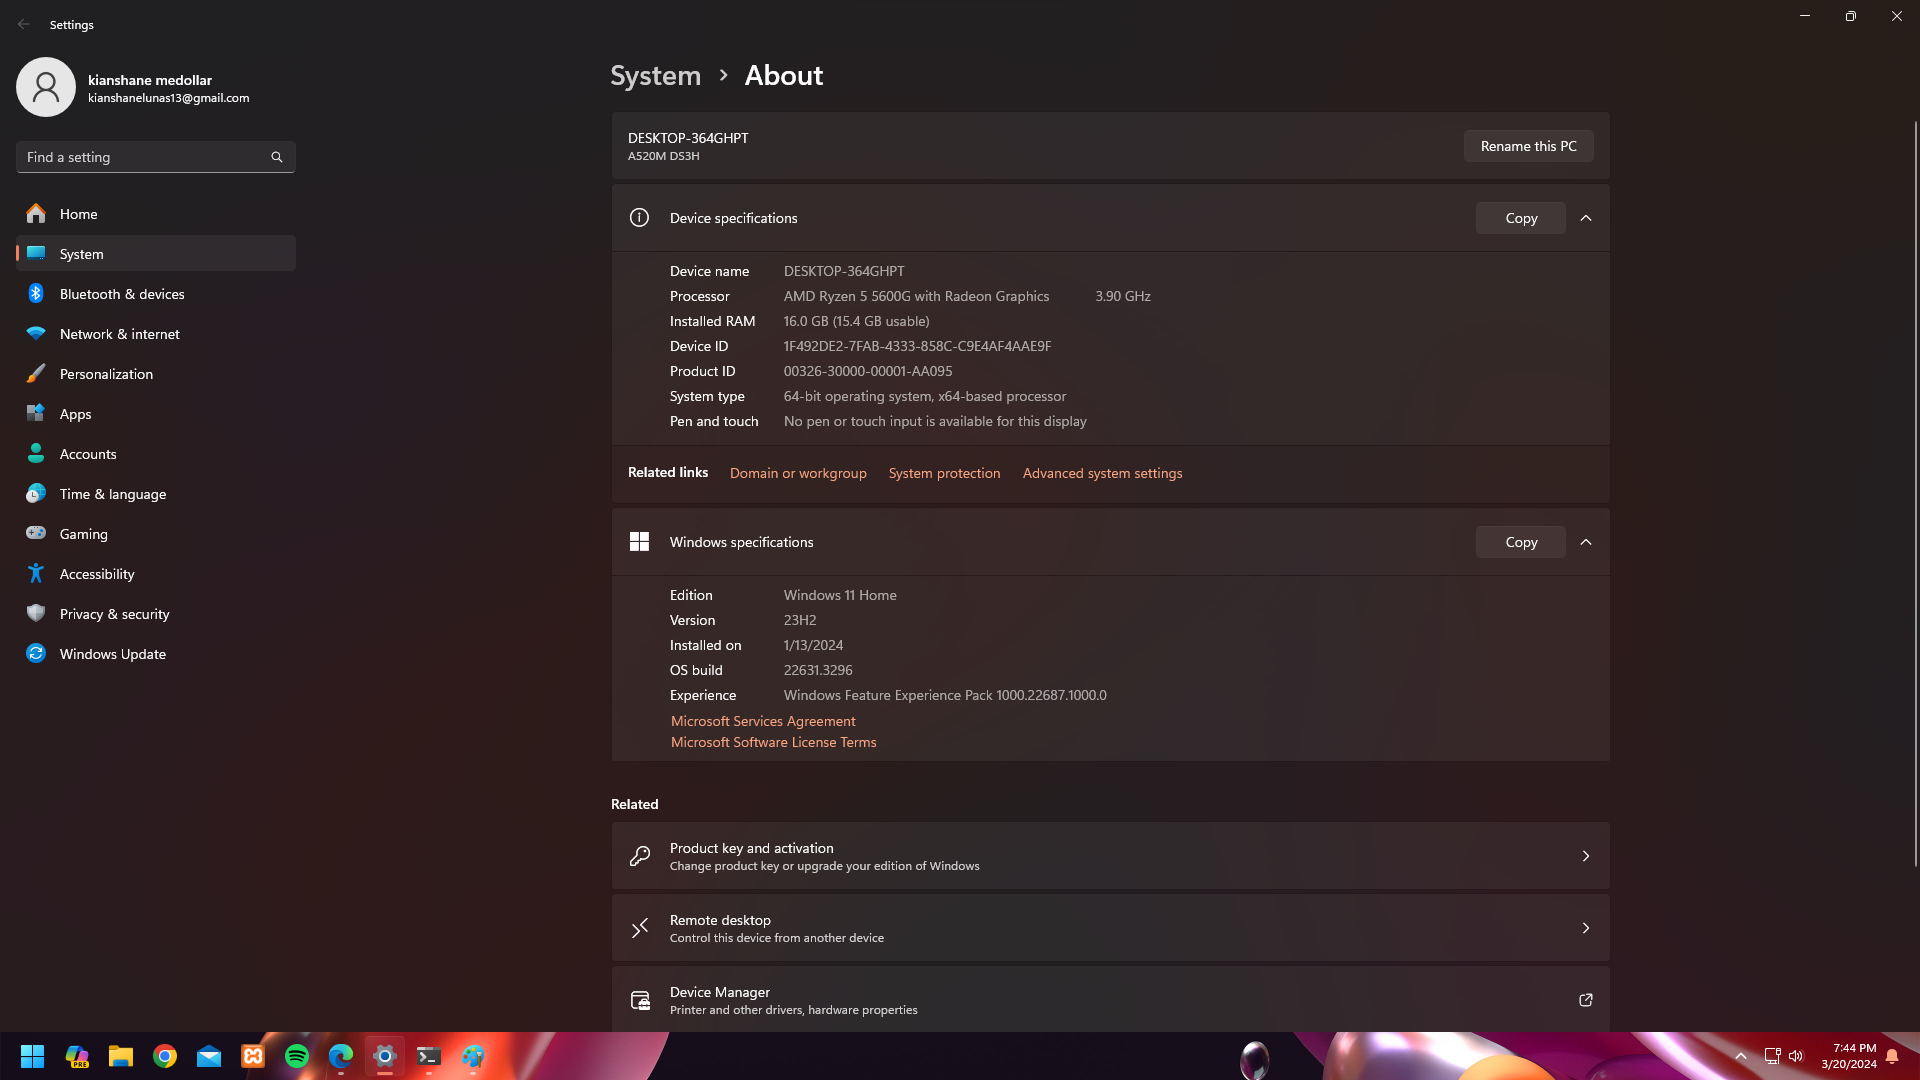 Settings
kianshane medollar
kianshanelunas13@gmail.com
Find a setting
Home
System
Bluetooth & devices
Network & internet
Personalization
Apps
Accounts
Time & language
Gaming
Accessibility
Privacy & security
Windows Update
System › About
DESKTOP-364GHPT
A520M DS3H
Rename this PC
Device specifications
Copy
Device name DESKTOP-364GHPT
Processor AMD Ryzen 5 5600G with Radeon Graphics 3.90 GHz
Installed RAM 16.0 GB (15.4 GB usable)
Device ID 1F492DE2-7FAB-4333-858C-C9E4AF4AAE9F
Product ID 00326-30000-00001-AA095
System type 64-bit operating system, x64-based processor
Pen and touch No pen or touch input is available for this display
Related links Domain or workgroup System protection Advanced system settings
Windows specifications
Copy
Edition Windows 11 Home
Version 23H2
Installed on 1/13/2024
OS build 22631.3296
Experience Windows Feature Experience Pack 1000.22687.1000.0
Microsoft Services Agreement
Microsoft Software License Terms
Related
Product key and activation
Change product key or upgrade your edition of Windows
Remote desktop
Control this device from another device
Device Manager
Printer and other drivers, hardware properties
PRE
7:44 PM
3/20/2024